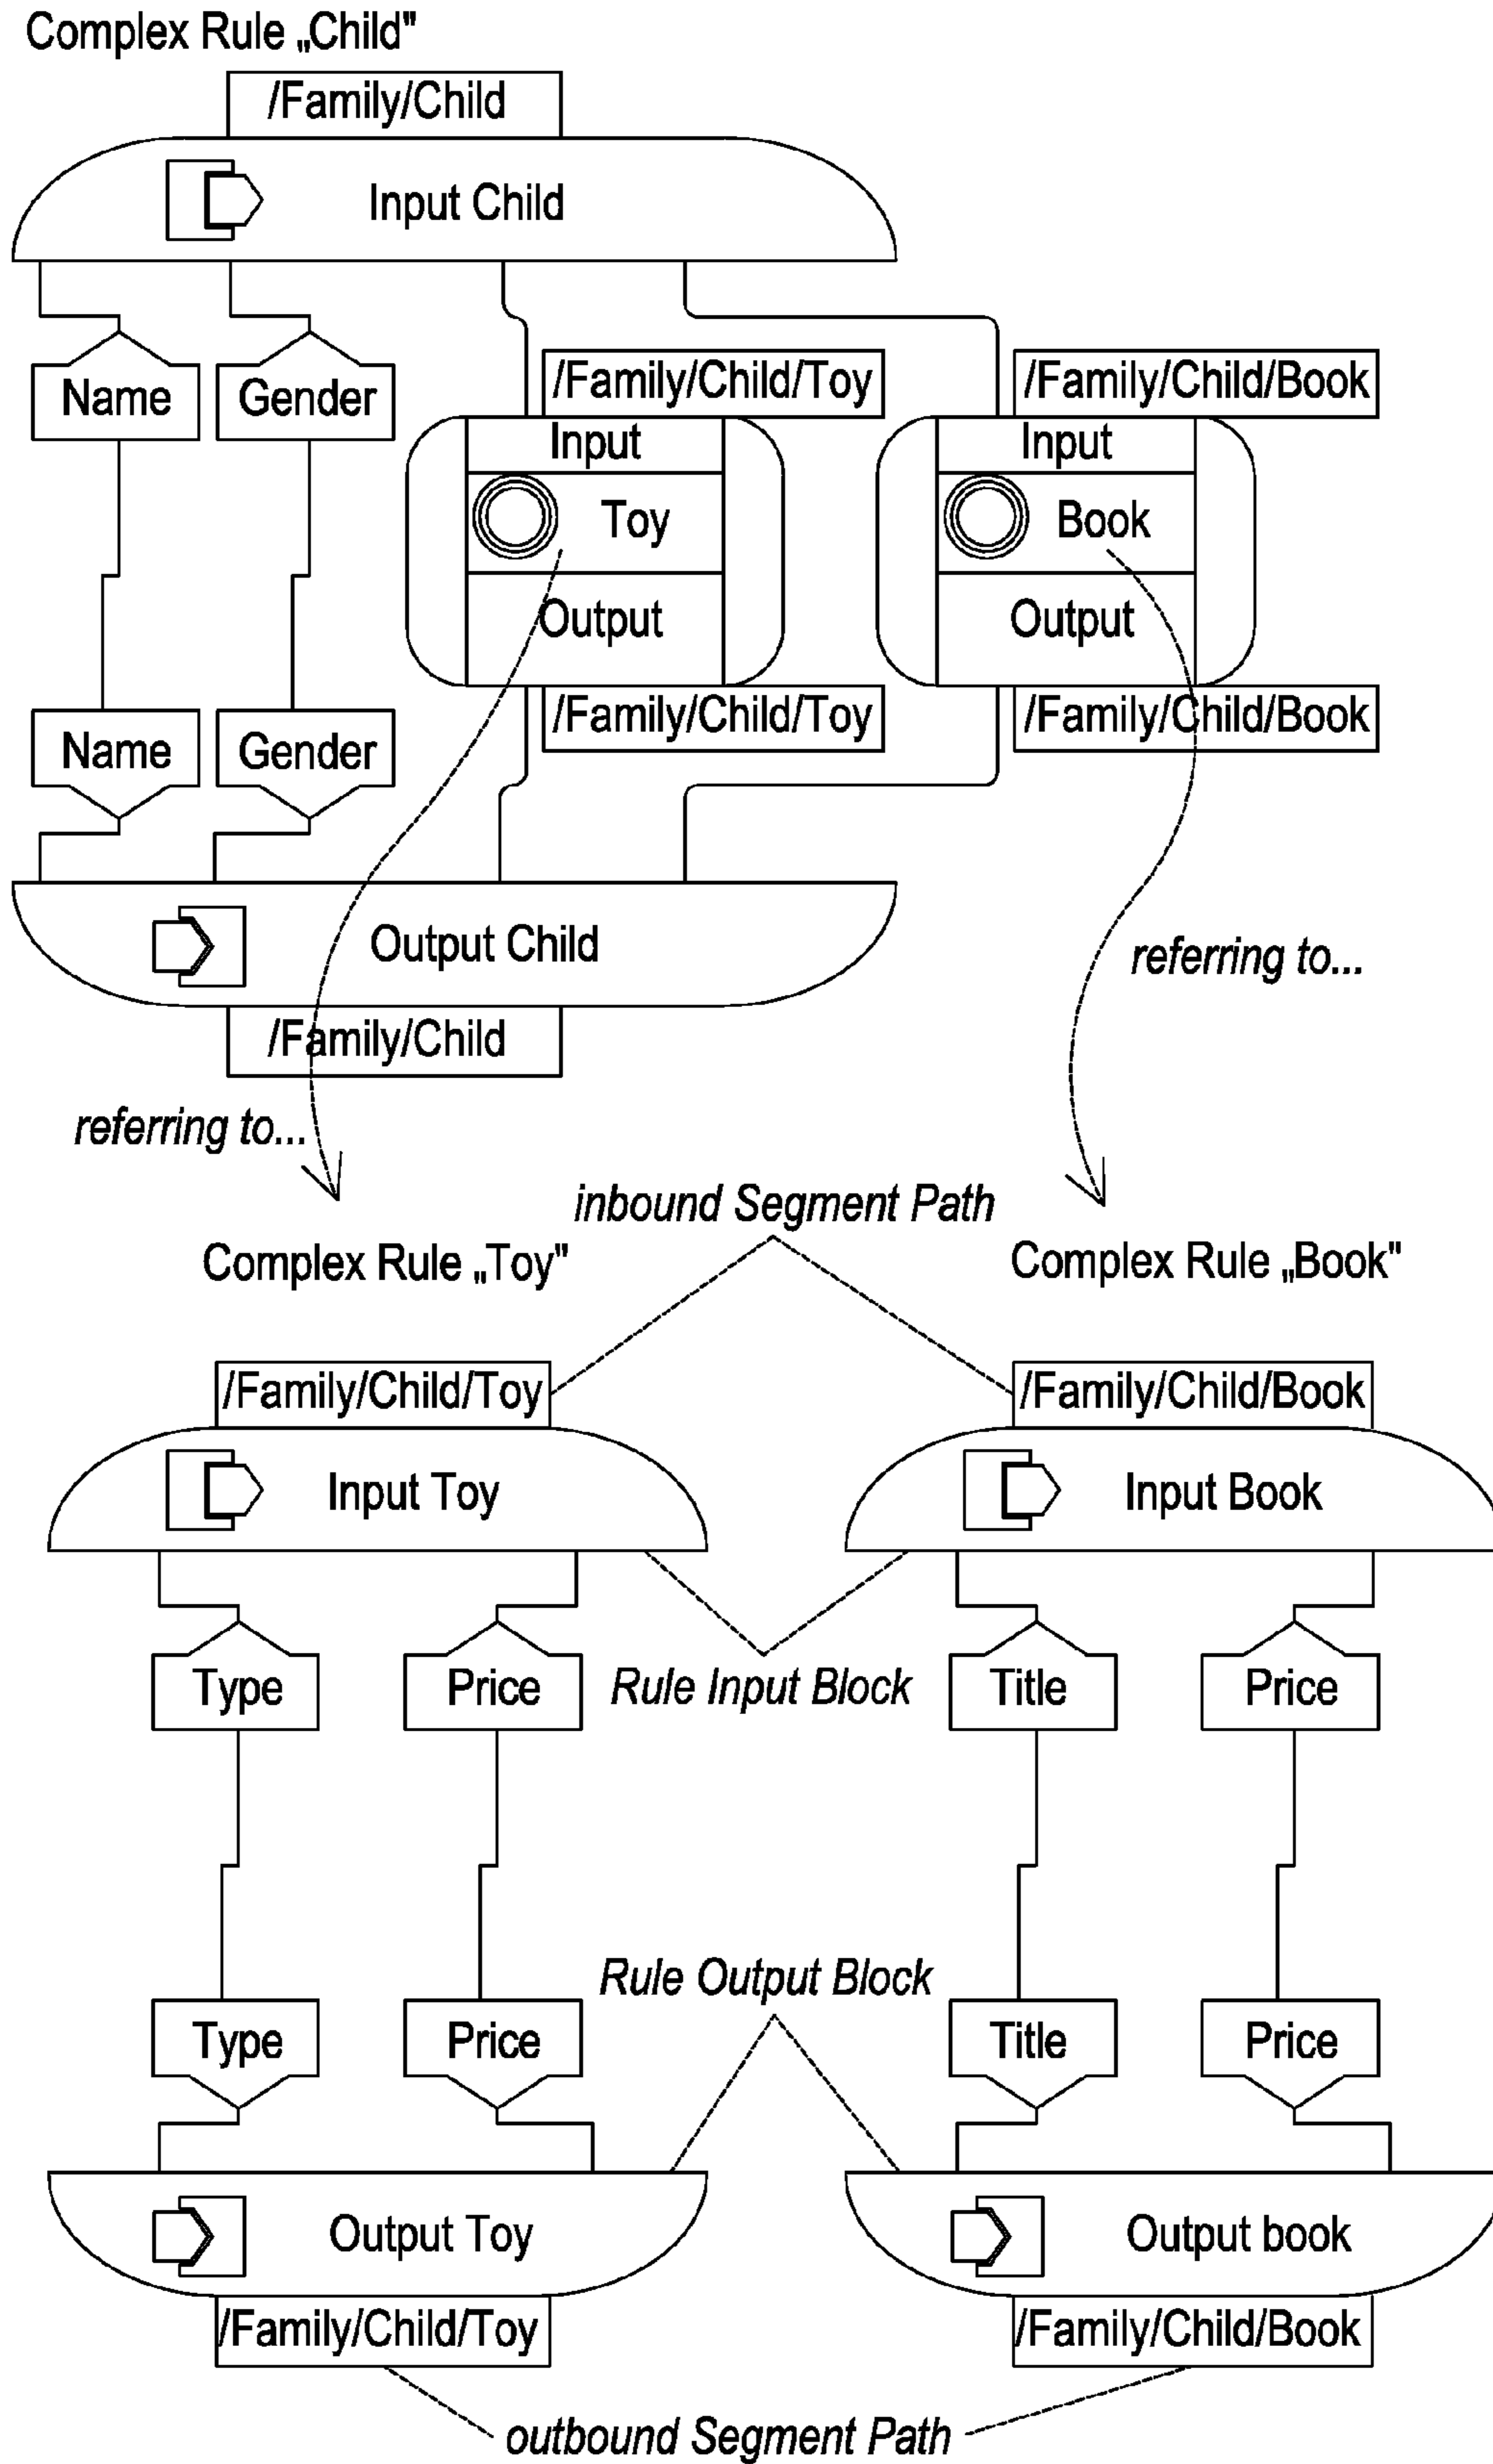 Complex Rule „Child"
/Family/Child
Input Child
/Family/Child/Toy
/Family/Child/Book
Name
Gender
Input
Input
Toy
Book
Output
Output
/Family/Child/Toy
/Family/Child/Book
Name
Gender
Output Child
referring to...
/Family/Child
referring to...
inbound Segment Path
Complex Rule „Toy"
Complex Rule „Book"
/Family/Child/Toy
/Family/Child/Book
Input Toy
Input Book
Type
Price
Rule Input Block
Title
Price
Rule Output Block
Type
Price
Title
Price
Output Toy
Output book
/Family/Child/Toy
/Family/Child/Book
outbound Segment Path